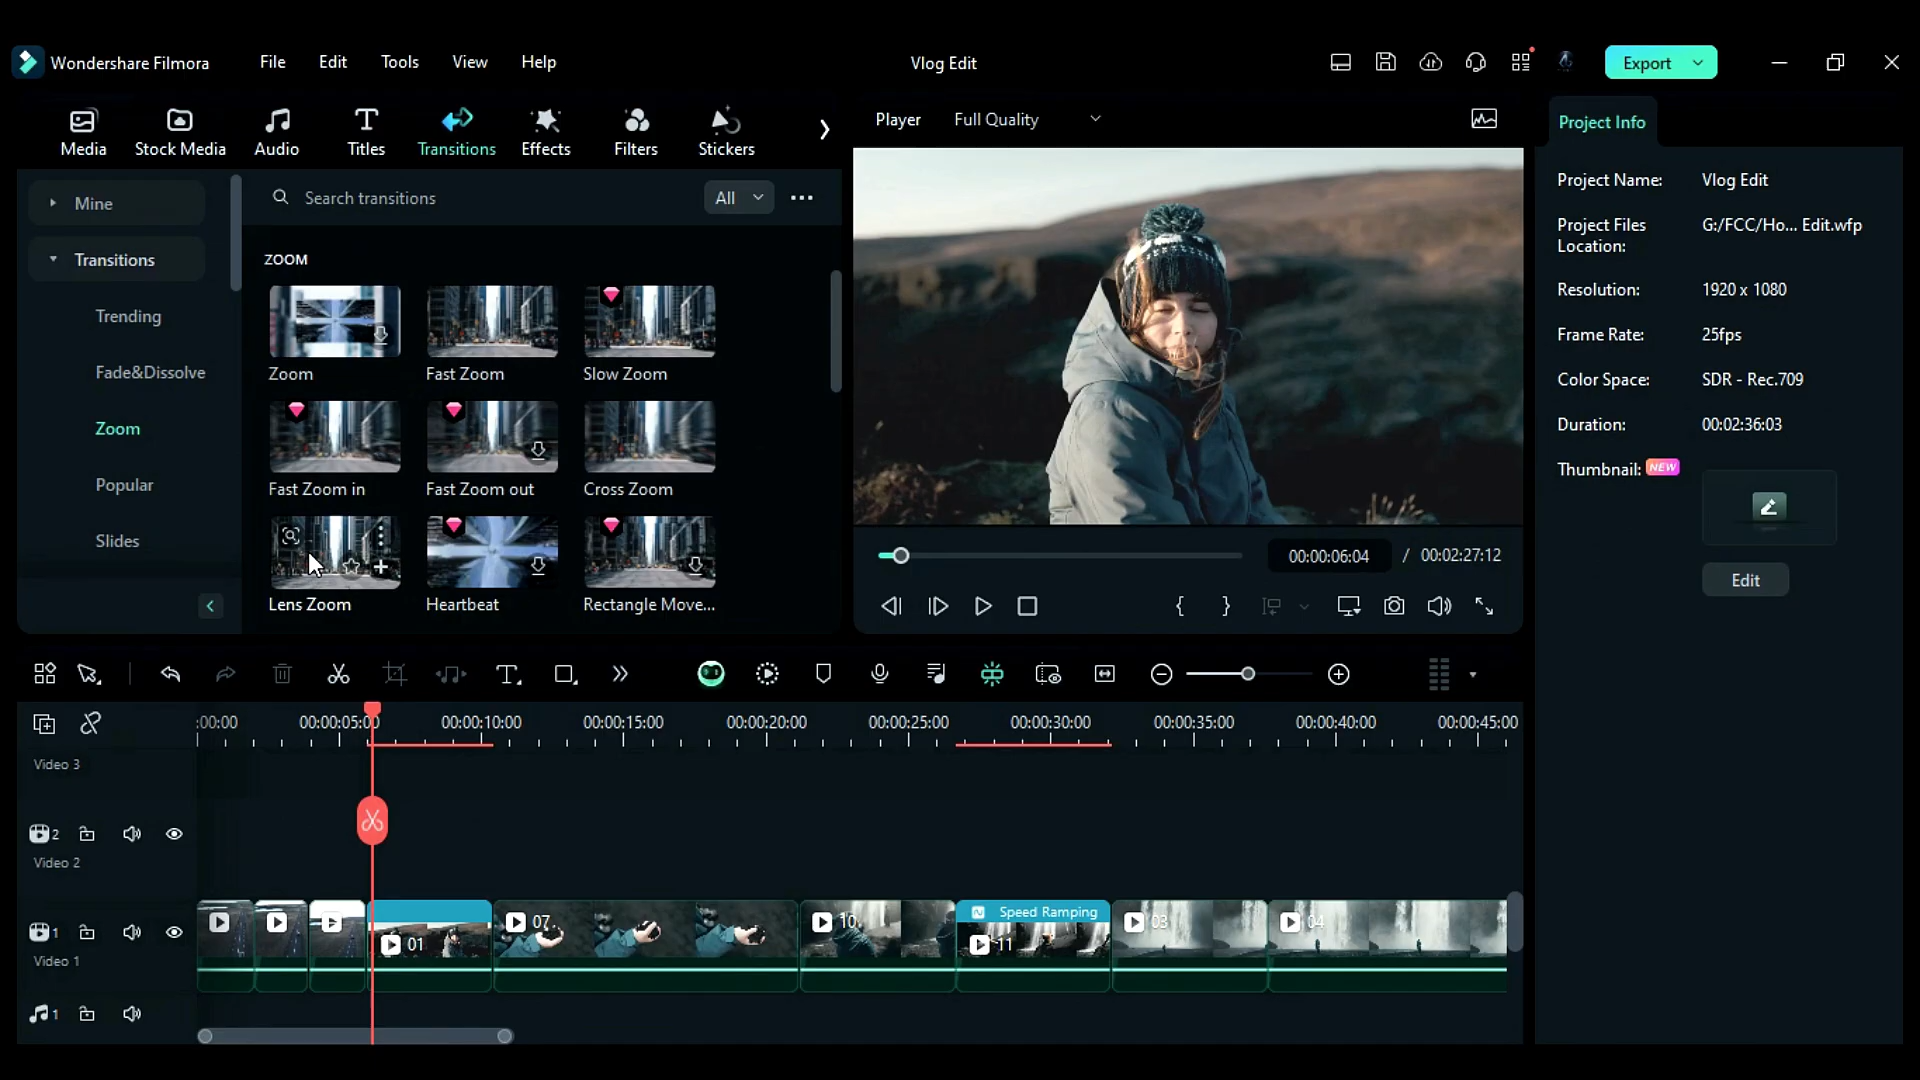 Wondershare Filmora File Edit Tools View Help Vlog Edit Export
Media Stock Media Audio Titles Transitions Effects Filters Stickers
Player Full Quality
Project Info
Mine
Transitions
Trending
Fade&Dissolve
Zoom
Popular
Slides
Search transitions All
ZOOM
Zoom Fast Zoom Slow Zoom
Fast Zoom in Fast Zoom out Cross Zoom
Lens Zoom Heartbeat Rectangle Move...
00:00:06:04 / 00:02:27:12
Project Name: Vlog Edit
Project Files G:/FCC/Ho... Edit.wfp
Location:
Resolution: 1920 x 1080
Frame Rate: 25fps
Color Space: SDR - Rec.709
Duration: 00:02:36:03
Thumbnail: NEW
Edit
:00:00 00:00:05:00 00:00:10:00 00:00:15:00 00:00:20:00 00:00:25:00 00:00:30:00 00:00:35:00 00:00:40:00 00:00:45:00
Video 3
2
Video 2
1
Video 1
01 07 10 Speed Ramping 11 03 04
1